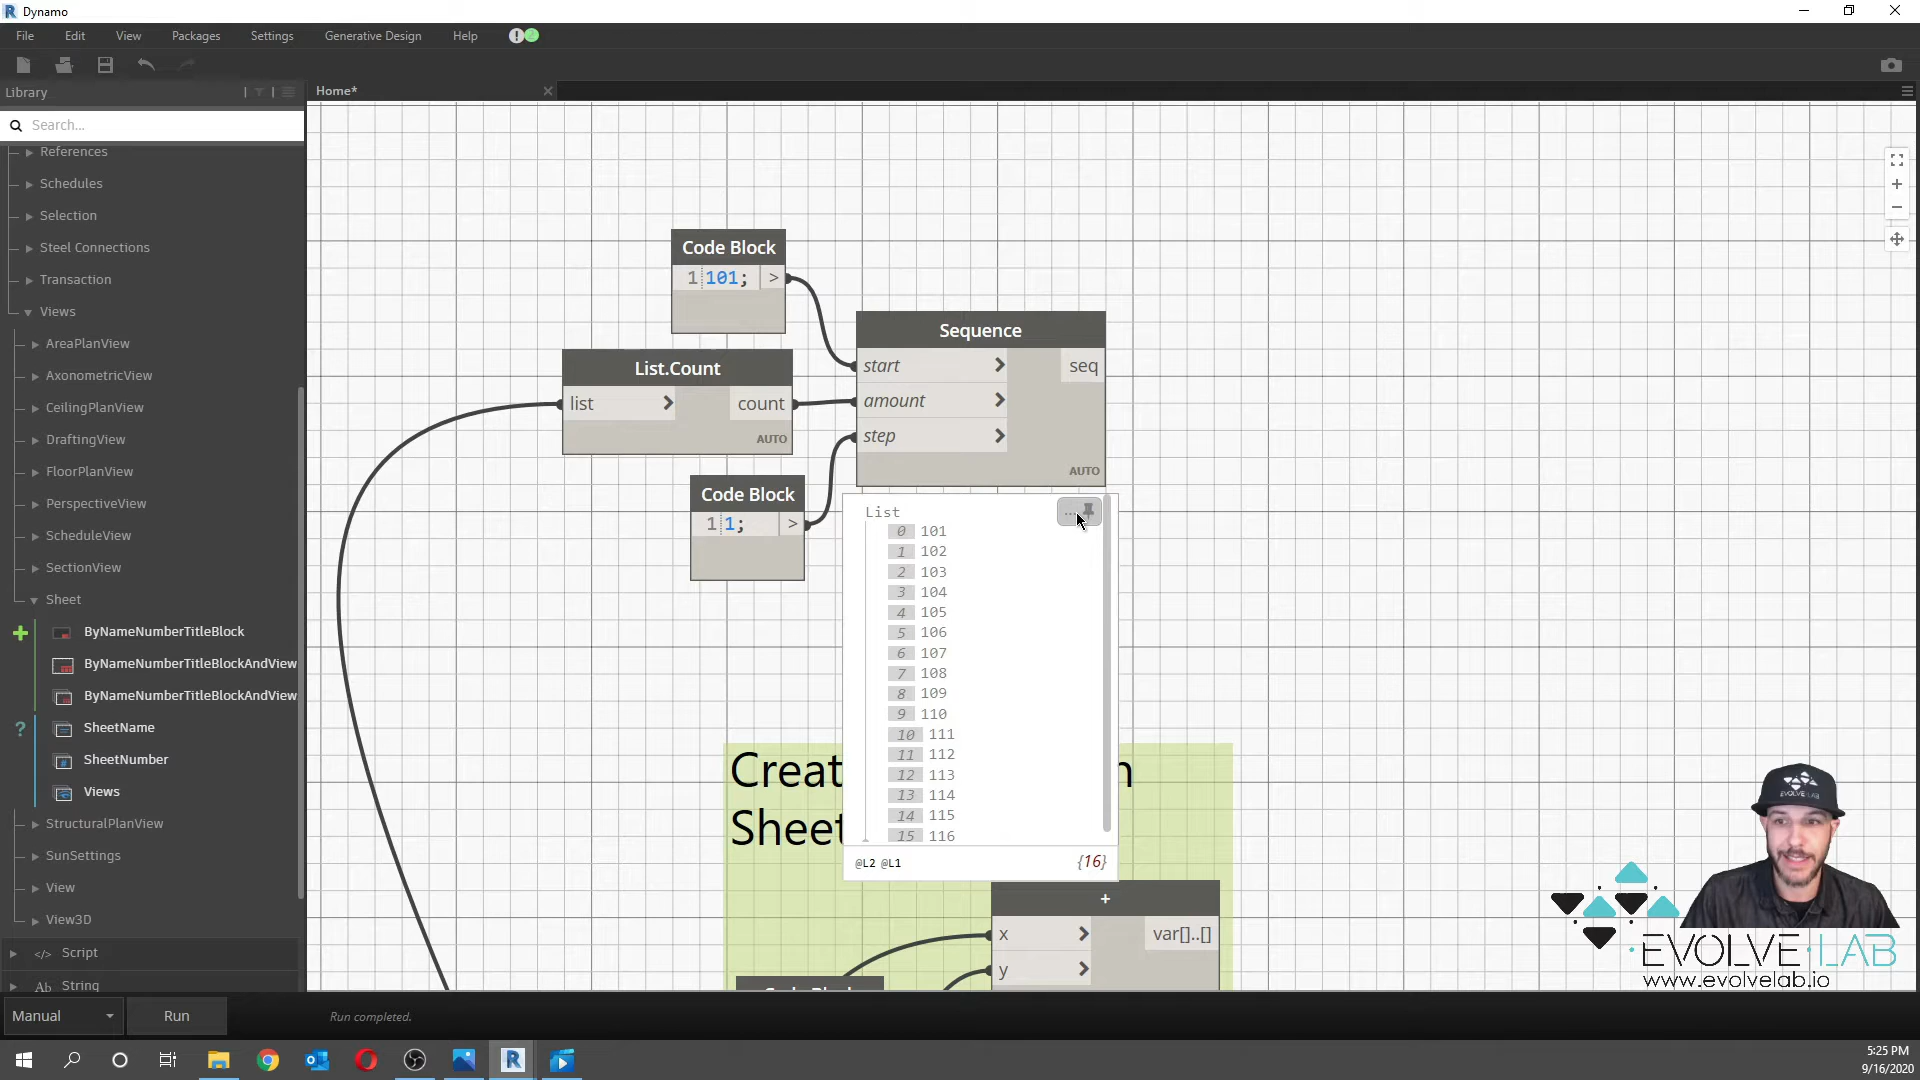 Dynamo
File Edit View Packages Settings Generative Design Help
Library
Home*
Search...
References
Schedules
Selection
Steel Connections
Transaction
Views
AreaPlanView
AxonometricView
CeilingPlanView
DraftingView
FloorPlanView
PerspectiveView
ScheduleView
SectionView
Sheet
ByNameNumberTitleBlock
ByNameNumberTitleBlockAndView
ByNameNumberTitleBlockAndView
SheetName
SheetNumber
Views
StructuralPlanView
SunSettings
View
View3D
Script
Ab String
Code Block
1 101; >
List.Count
list > count
AUTO
Code Block
1 1; >
Sequence
start > seq
amount >
step >
AUTO
List
0 101
1 102
2 103
3 104
4 105
5 106
6 107
7 108
8 109
9 110
10 111
11 112
12 113
13 114
14 115
15 116
@L2 @L1 {16}
Creat n
Sheet
+
x > var[]..[]
y >
EVOLVE LAB
EVOLVE LAB
www.evolvelab.io
Manual Run Run completed.
5:25 PM
9/16/2020